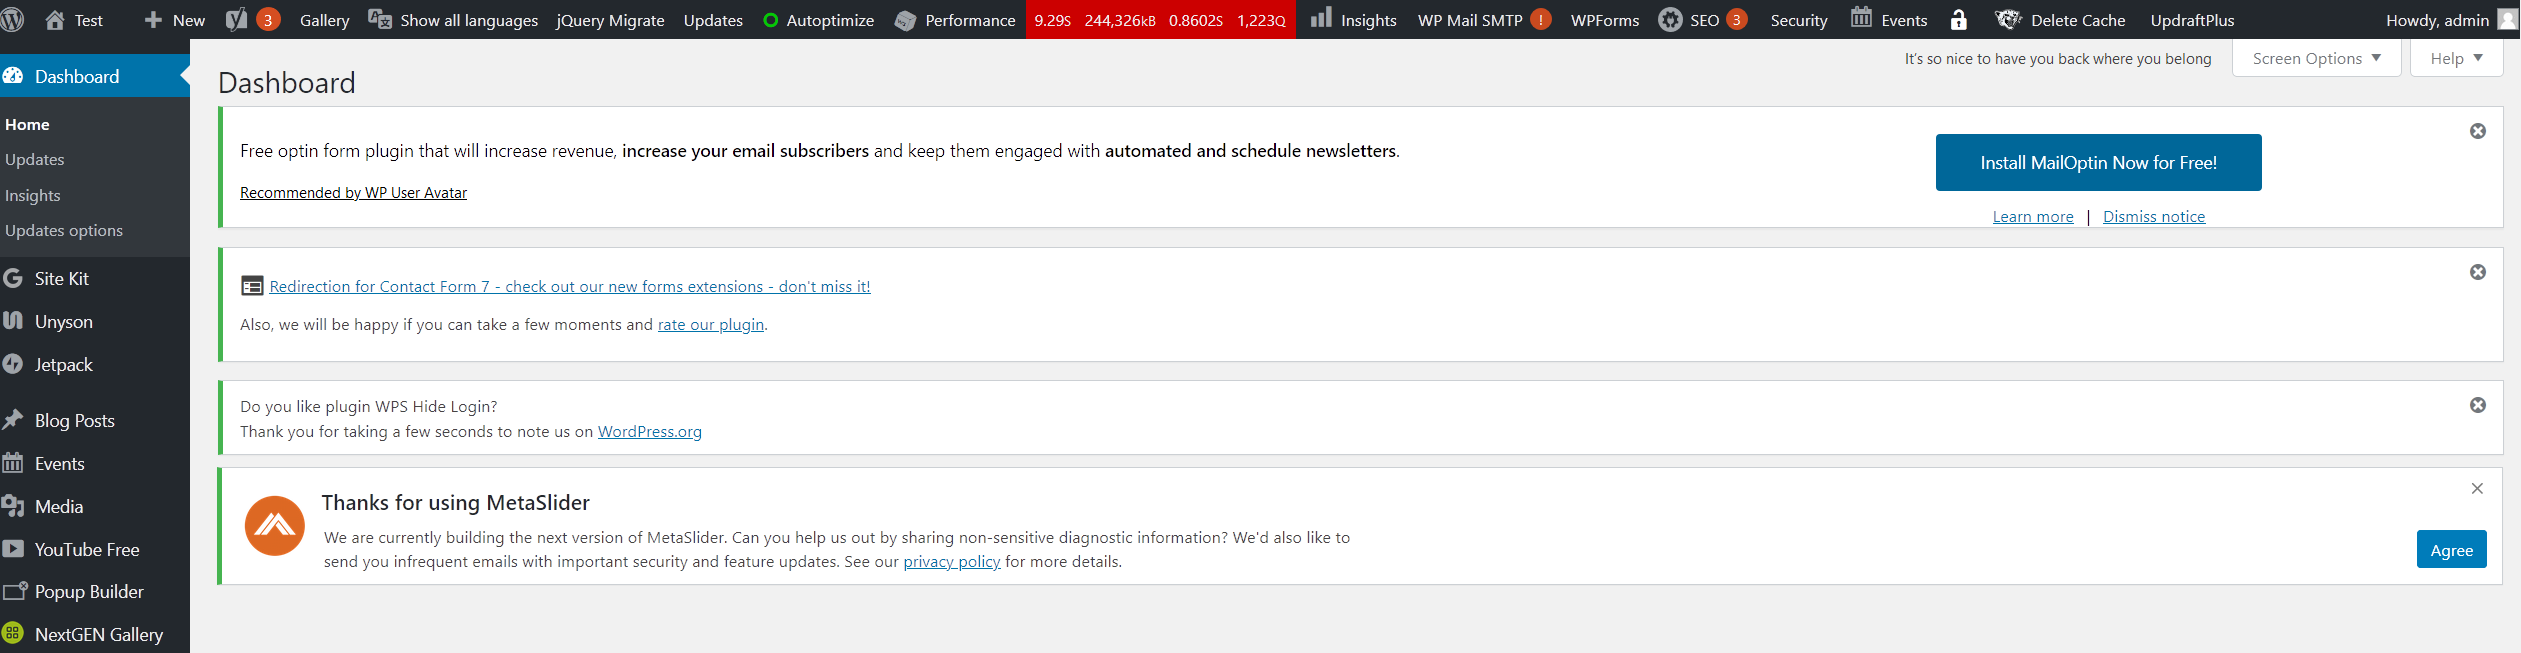 Test New 3 Gallery Show all languages jQuery Migrate Updates Autoptimize Performance 9.29S 244,326kB 0.8602S 1,223Q Insights WP Mail SMTP ! WPForms SEO 3 Security Events Delete Cache UpdraftPlus Howdy, admin
Dashboard
Home
Updates
Insights
Updates options
Site Kit
Unyson
Jetpack
Blog Posts
Events
Media
YouTube Free
Popup Builder
NextGEN Gallery
It's so nice to have you back where you belong Screen Options Help
Dashboard
Free optin form plugin that will increase revenue, increase your email subscribers and keep them engaged with automated and schedule newsletters.
Recommended by WP User Avatar
Install MailOptin Now for Free!
Learn more | Dismiss notice
Redirection for Contact Form 7 - check out our new forms extensions - don't miss it!
Also, we will be happy if you can take a few moments and rate our plugin.
Do you like plugin WPS Hide Login?
Thank you for taking a few seconds to note us on WordPress.org
Thanks for using MetaSlider
We are currently building the next version of MetaSlider. Can you help us out by sharing non-sensitive diagnostic information? We'd also like to
send you infrequent emails with important security and feature updates. See our privacy policy for more details.
Agree